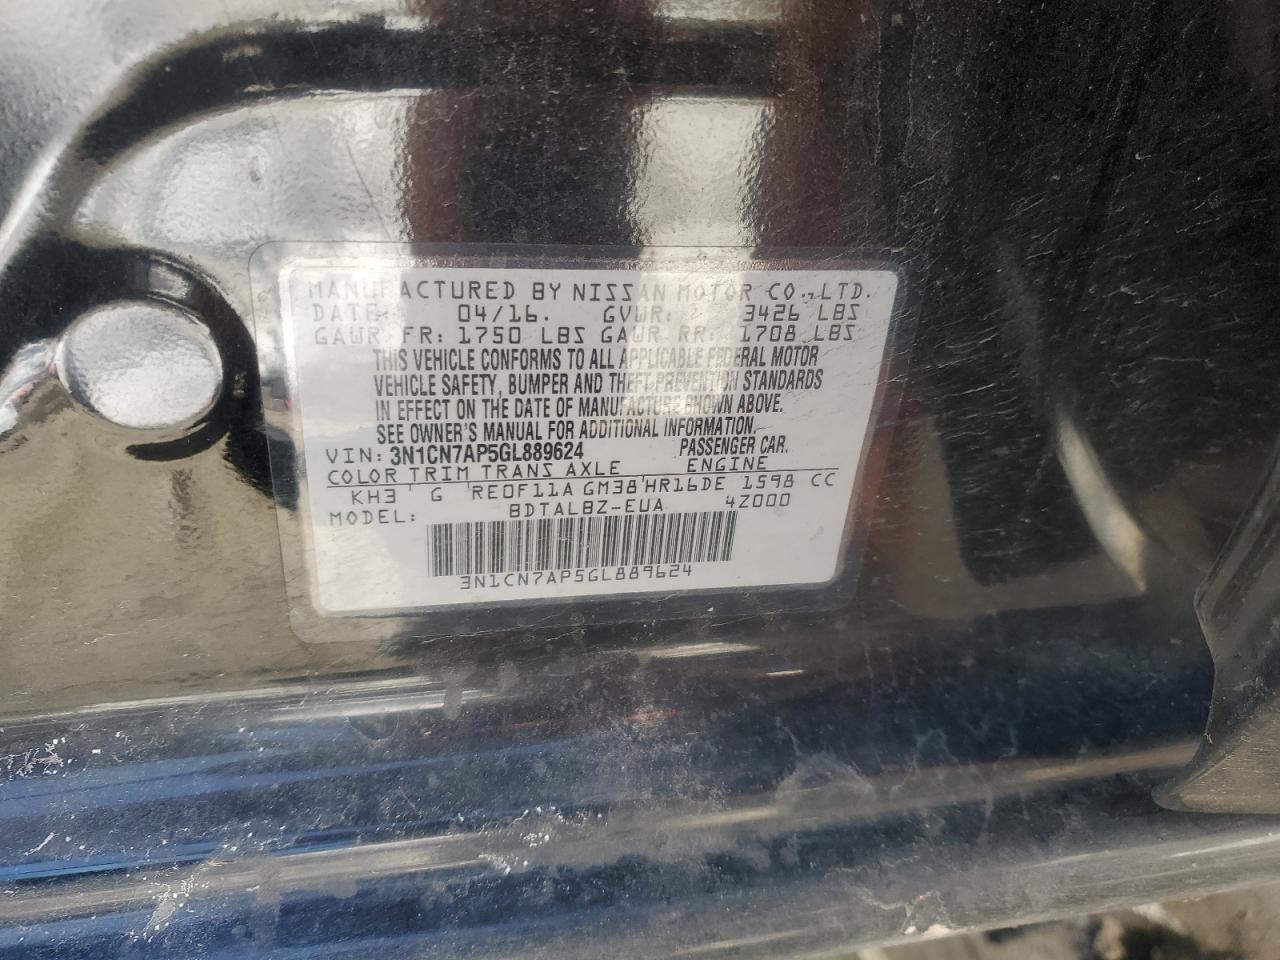 MANUFACTURED BY NISSAN MOTOR CO.,LTD.
DATE: 04/16. GVWR: 3426 LBS
GAWR FR: 1750 LBS GAWR RR: 1708 LBS
THIS VEHICLE CONFORMS TO ALL APPLICABLE FEDERAL MOTOR
VEHICLE SAFETY, BUMPER AND THEFT PREVENTION STANDARDS
IN EFFECT ON THE DATE OF MANUFACTURE SHOWN ABOVE.
SEE OWNER'S MANUAL FOR ADDITIONAL INFORMATION.
VIN: 3N1CN7AP5GL889624 PASSENGER CAR.
COLOR TRIM TRANS AXLE ENGINE
KH3 G RE0F11A GM38 HR16DE 1598 CC
MODEL: BDTALBZ-EUA 4Z000
3N1CN7AP5GL889624